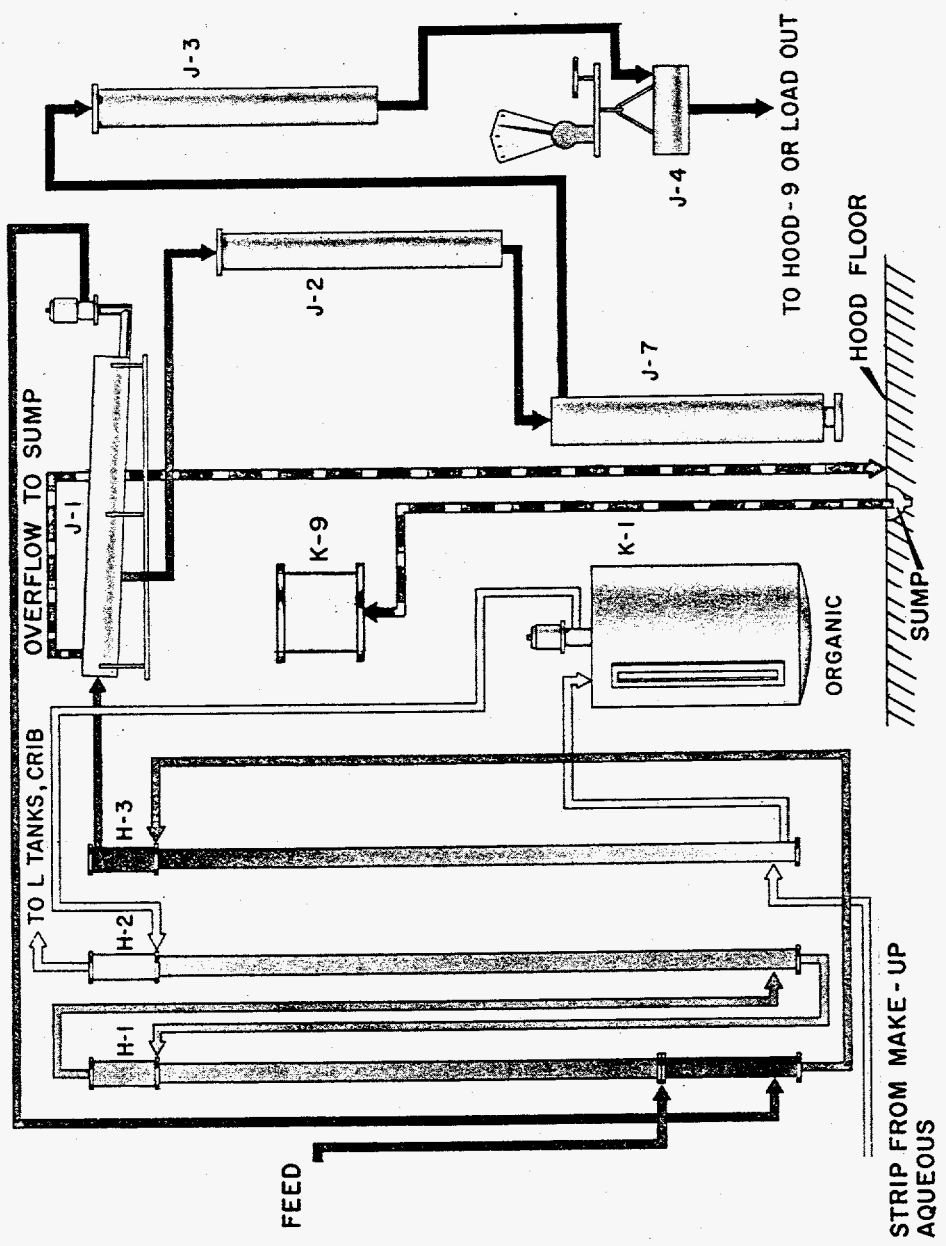 FEED
STRIP FROM MAKE-UP
AQUEOUS
H-1
H-2
H-3
TO L TANKS, CRIB
OVERFLOW TO SUMP
J-1
K-9
K-1
ORGANIC
SUMP
HOOD FLOOR
J-2
J-7
J-3
J-4
TO HOOD-9 OR LOAD OUT